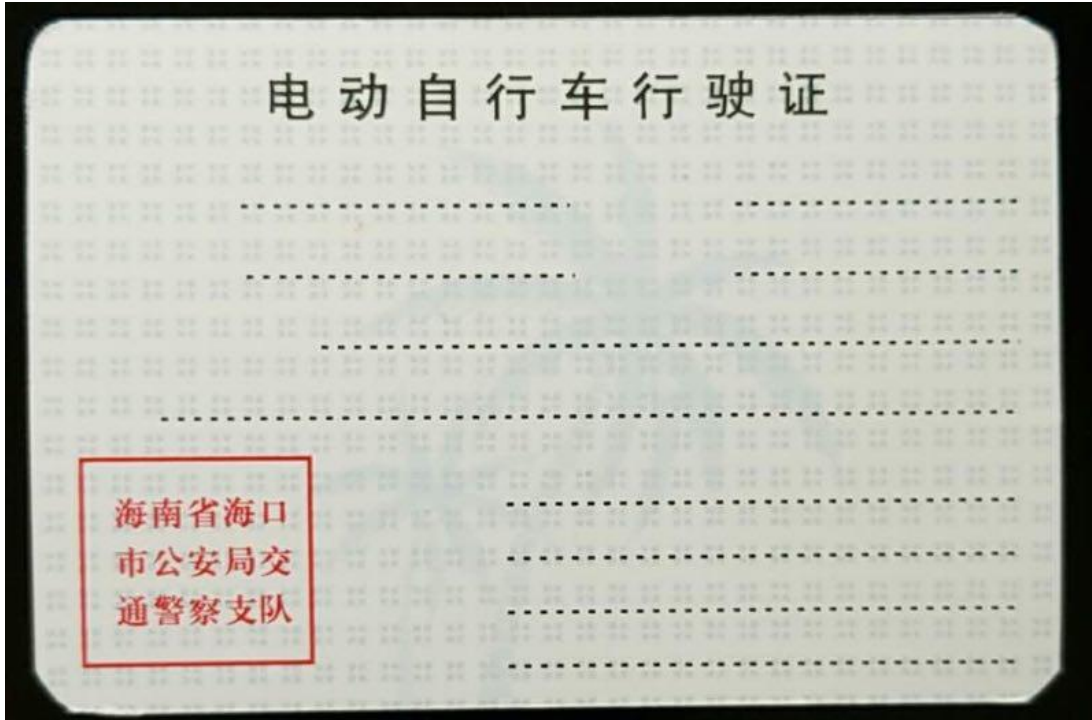 电动自行车行驶证
海南省海口
市公安局交
通警察支队